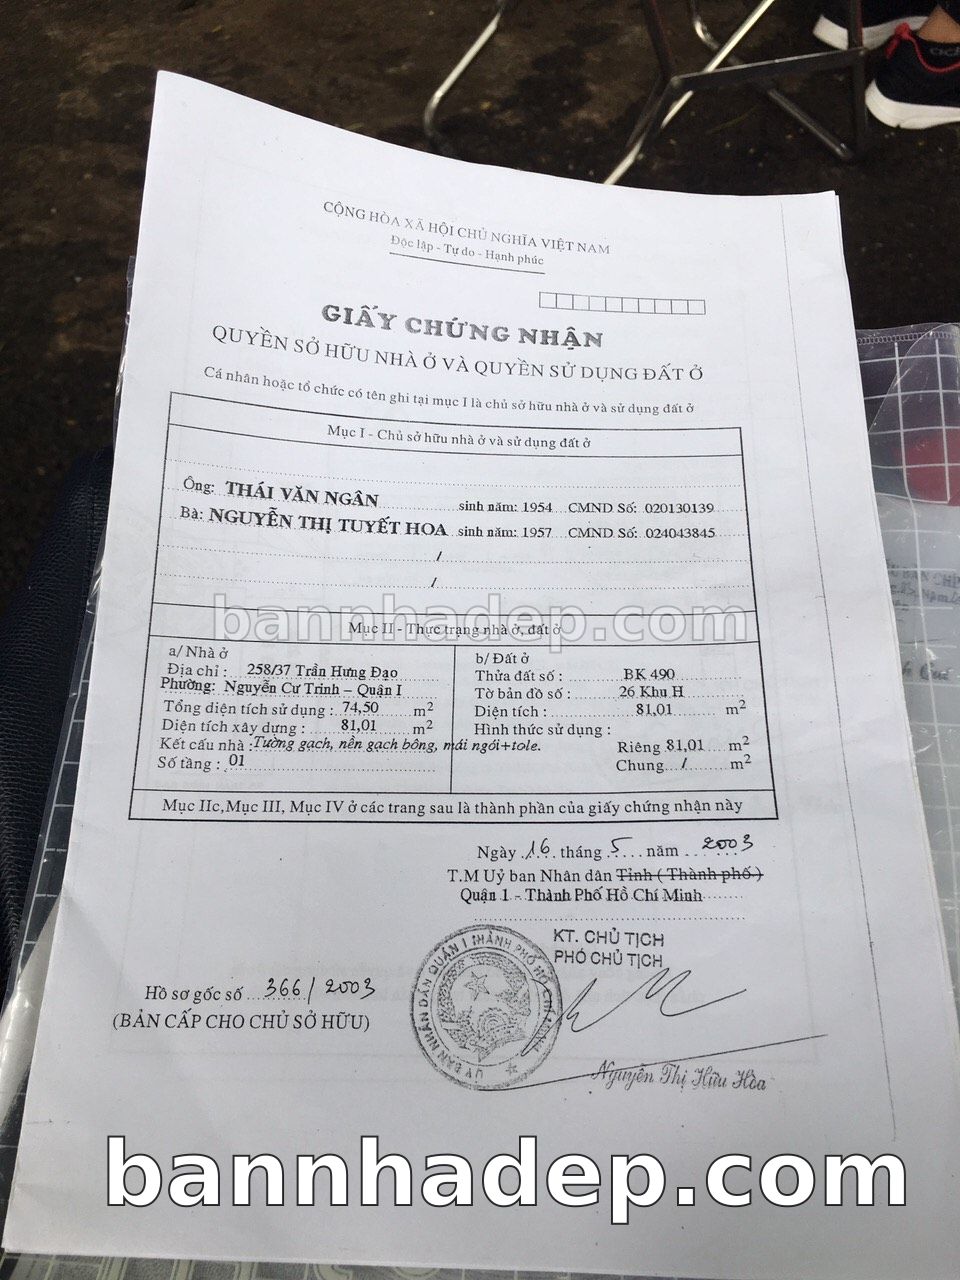 CỘNG HÒA XÃ HỘI CHỦ NGHĨA VIỆT NAM
Độc lập - Tự do - Hạnh phúc
GIẤY CHỨNG NHẬN
QUYỀN SỞ HỮU NHÀ Ở VÀ QUYỀN SỬ DỤNG ĐẤT Ở
Cá nhân hoặc tổ chức có tên ghi tại mục I là chủ sở hữu nhà ở và sử dụng đất ở
Mục I - Chủ sở hữu nhà ở và sử dụng đất ở
Ông: THÁI VĂN NGÂN sinh năm: 1954 CMND Số: 020130139
Bà: NGUYỄN THỊ TUYẾT HOA sinh năm: 1957 CMND Số: 024043845
/
/
bannhadep.com
Mục II - Thực trạng nhà ở, đất ở
a/ Nhà ở
Địa chỉ : 258/37 Trần Hưng Đạo
Phường: Nguyễn Cư Trinh – Quận I
Tổng diện tích sử dụng : 74,50 m2
Diện tích xây dựng : 81,01 m2
Kết cấu nhà : Tường gạch, nền gạch bông, mái ngói+tole.
Số tầng : 01
b/ Đất ở
Thửa đất số : BK 490
Tờ bản đồ số : 26 Khu H
Diện tích : 81,01 m2
Hình thức sử dụng :
Riêng 81,01 m2
Chung / m2
Mục IIc, Mục III, Mục IV ở các trang sau là thành phần của giấy chứng nhận này
Ngày 16 tháng 5 năm 2003
T.M Uỷ ban Nhân dân Tỉnh ( Thành phố )
Quận 1 - Thành Phố Hồ Chí Minh
KT. CHỦ TỊCH
PHÓ CHỦ TỊCH
ỦY BAN NHÂN DÂN QUẬN I THÀNH PHỐ HỒ CHÍ MINH
Hồ sơ gốc số 366/2003
(BẢN CẤP CHO CHỦ SỞ HỮU)
Nguyễn Thị Hữu Hòa
bannhadep.com